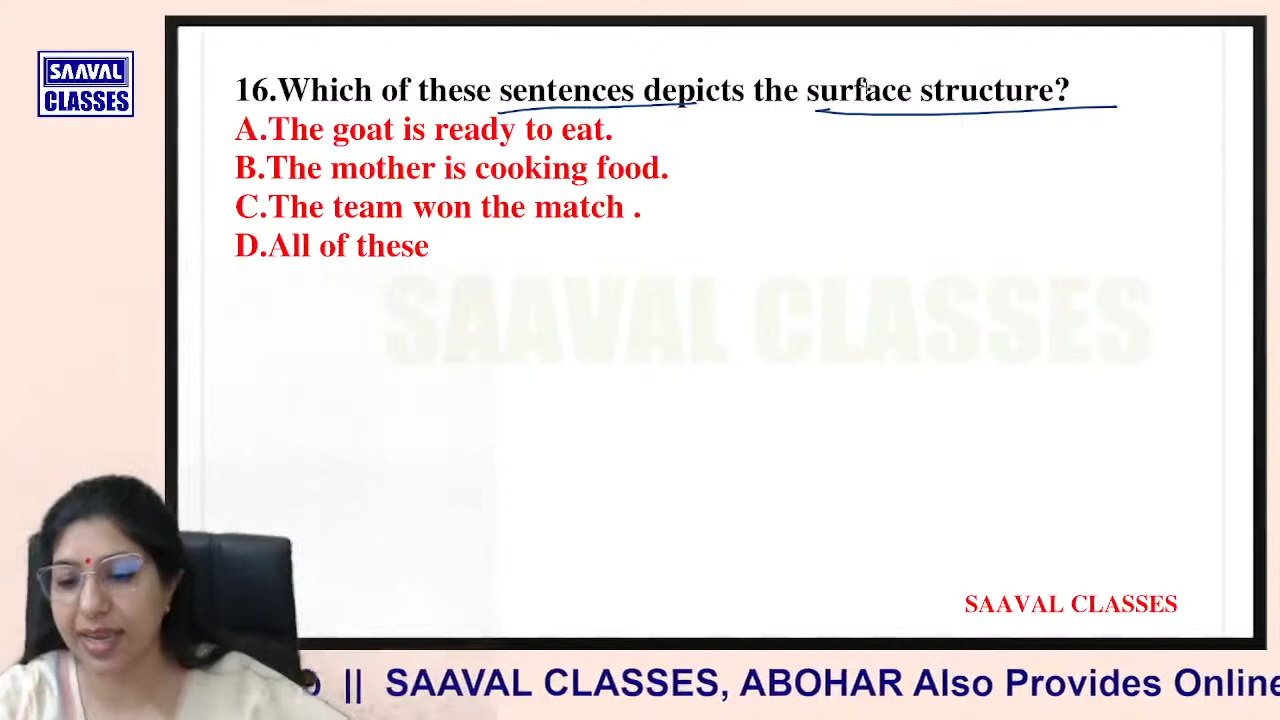 SAAVAL
CLASSES
16.Which of these sentences depicts the surface structure?
A.The goat is ready to eat.
B.The mother is cooking food.
C.The team won the match .
D.All of these
SAAVAL CLASSES
SAAVAL CLASSES
|| SAAVAL CLASSES, ABOHAR Also Provides Online